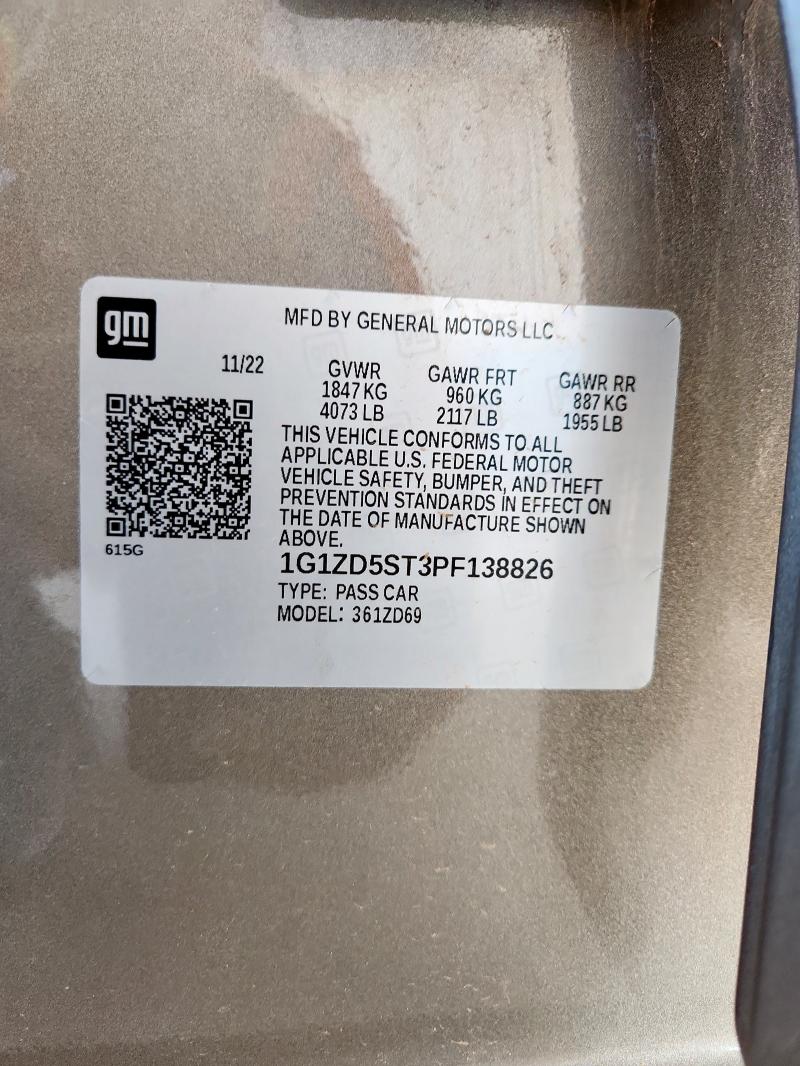 gm
MFD BY GENERAL MOTORS LLC
11/22
GVWR
1847 KG
4073 LB
GAWR FRT
960 KG
2117 LB
GAWR RR
887 KG
1955 LB
THIS VEHICLE CONFORMS TO ALL
APPLICABLE U.S. FEDERAL MOTOR
VEHICLE SAFETY, BUMPER, AND THEFT
PREVENTION STANDARDS IN EFFECT ON
THE DATE OF MANUFACTURE SHOWN
ABOVE.
615G
1G1ZD5ST3PF138826
TYPE: PASS CAR
MODEL: 361ZD69